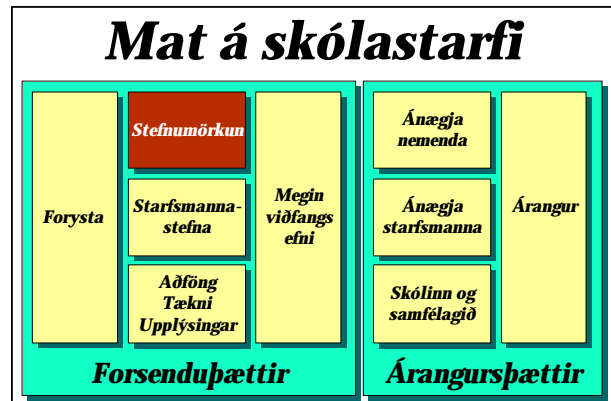 Mat á skólastarfi
Forysta
Stefnumörkun
Starfsmanna-
stefna
Aðföng
Tækni
Upplýsingar
Megin
viðfangs
efni
Forsenduþættir
Ánægja
nemenda
Ánægja
starfsmanna
Skólinn og
samfélagið
Árangur
Árangursþættir